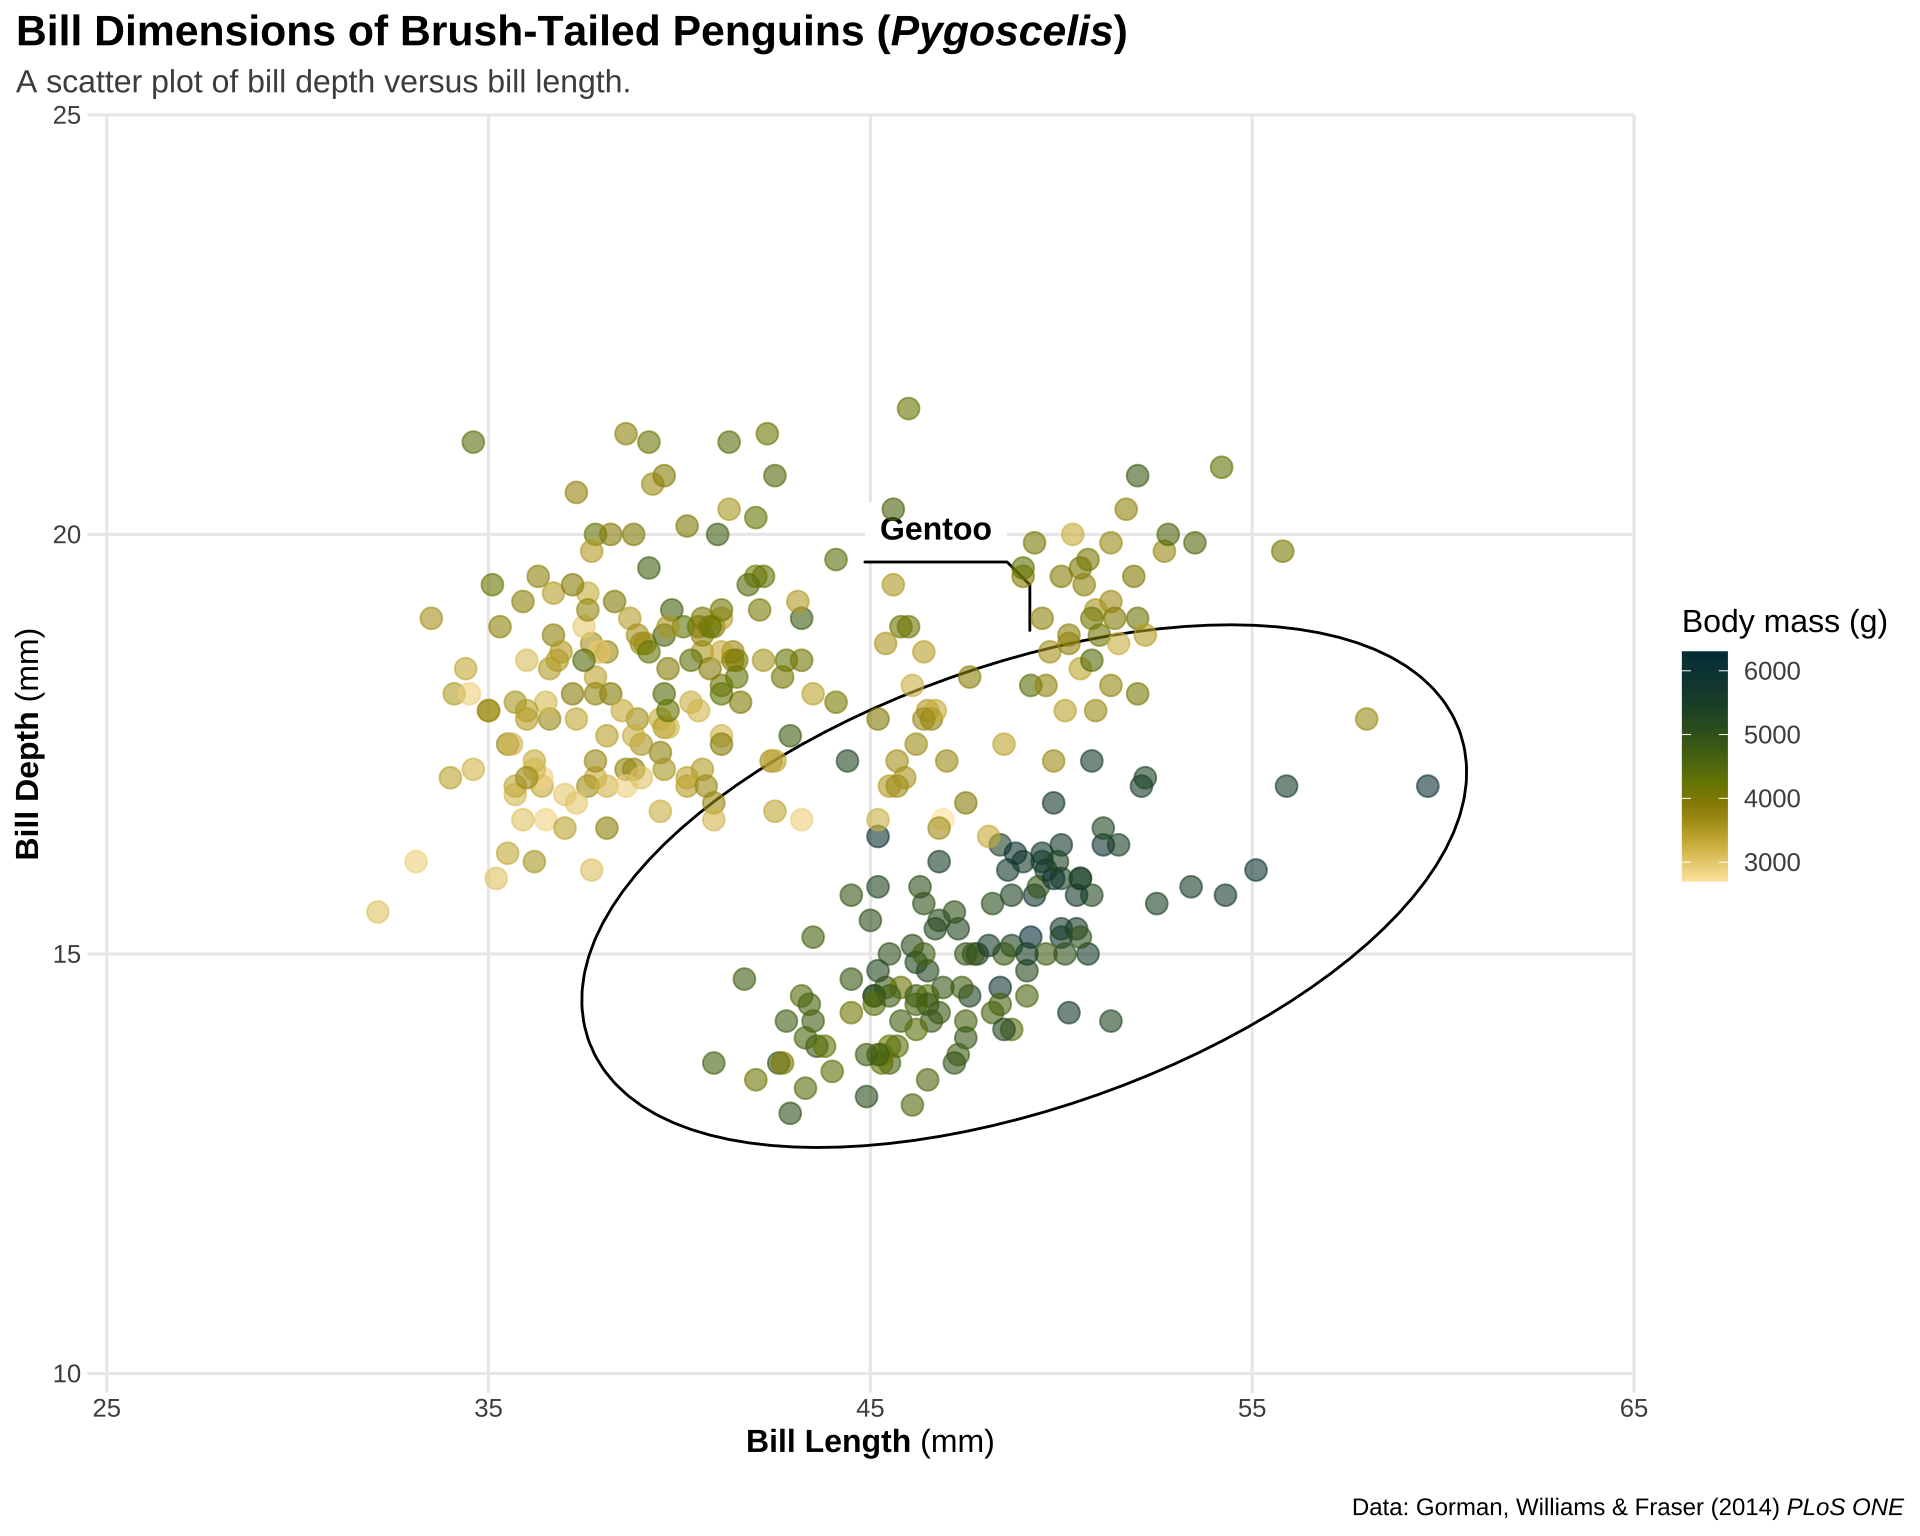 Bill Dimensions of Brush-Tailed Penguins (Pygoscelis)
A scatter plot of bill depth versus bill length.
25
20
15
10
Bill Depth (mm)
Gentoo
25 35 45 55 65
Bill Length (mm)
Body mass (g)
6000
5000
4000
3000
Data: Gorman, Williams & Fraser (2014) PLoS ONE